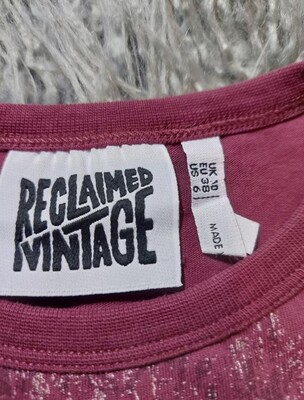 RECLAIMED
VINTAGE
UK 10
EU 38
US 6
MADE